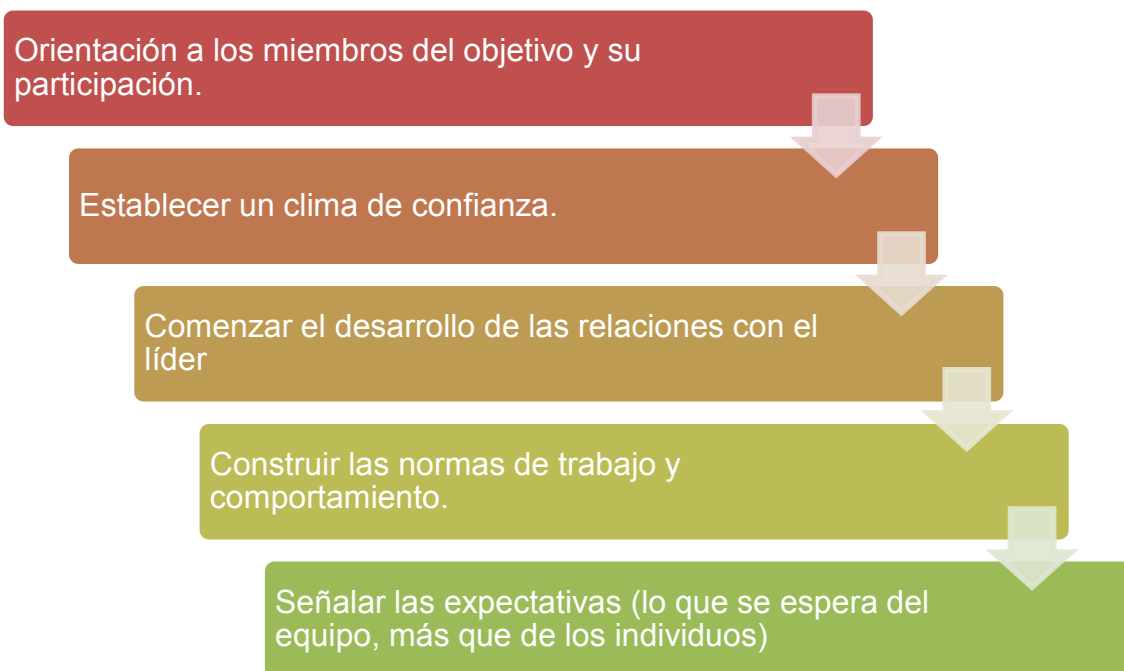 Orientación a los miembros del objetivo y su
participación.
Establecer un clima de confianza.
Comenzar el desarrollo de las relaciones con el
líder
Construir las normas de trabajo y
comportamiento.
Señalar las expectativas (lo que se espera del
equipo, más que de los individuos)